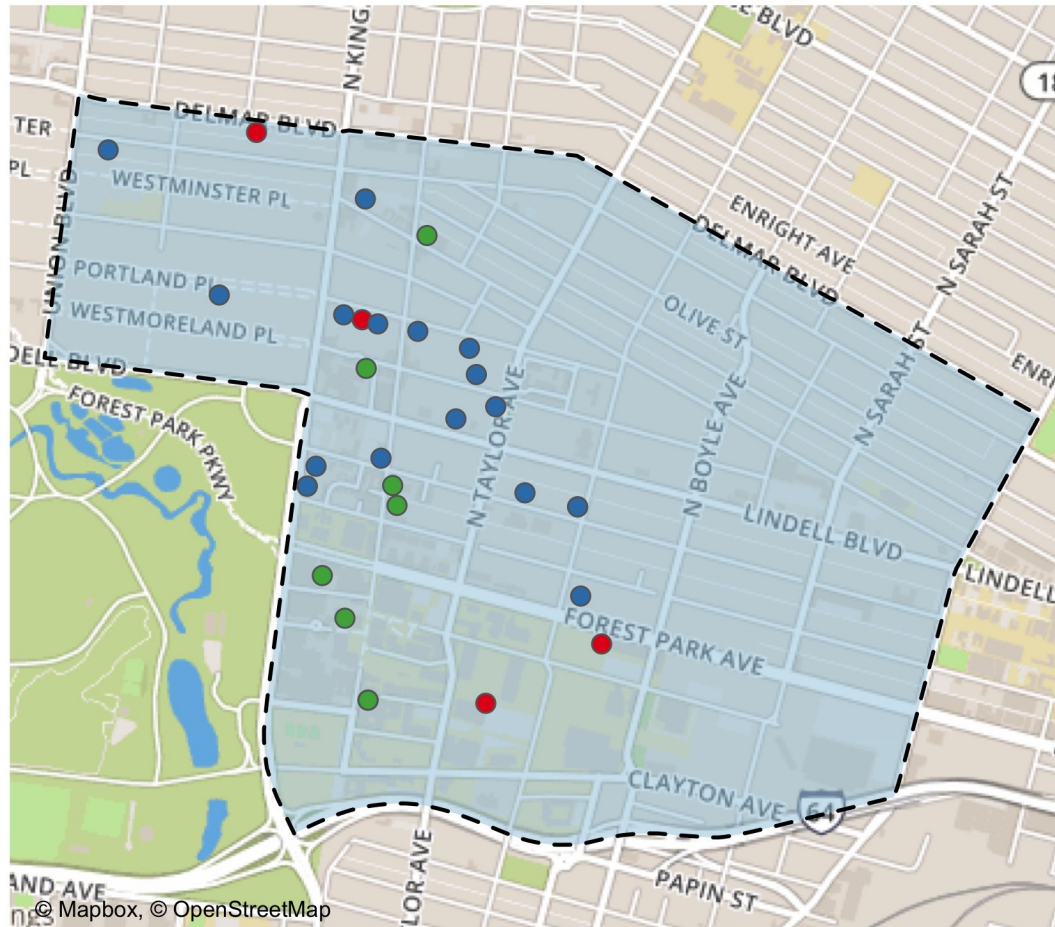 LE BLVD
N KING
18
DELMAR BLVD
TER
PL
WESTMINSTER PL
ENRIGHT AVE
N SARAH ST
DELMAR BLVD
UNION BLVD
PORTLAND PL
OLIVE ST
WESTMORELAND PL
N SARAH ST
DELL BLVD
ENRI
FOREST PARK PKWY
N TAYLOR AVE
N BOYLE AVE
LINDELL BLVD
LINDELL
FOREST PARK AVE
CLAYTON AVE
64
LOR AVE
PAPIN ST
AND AVE
© Mapbox, © OpenStreetMap